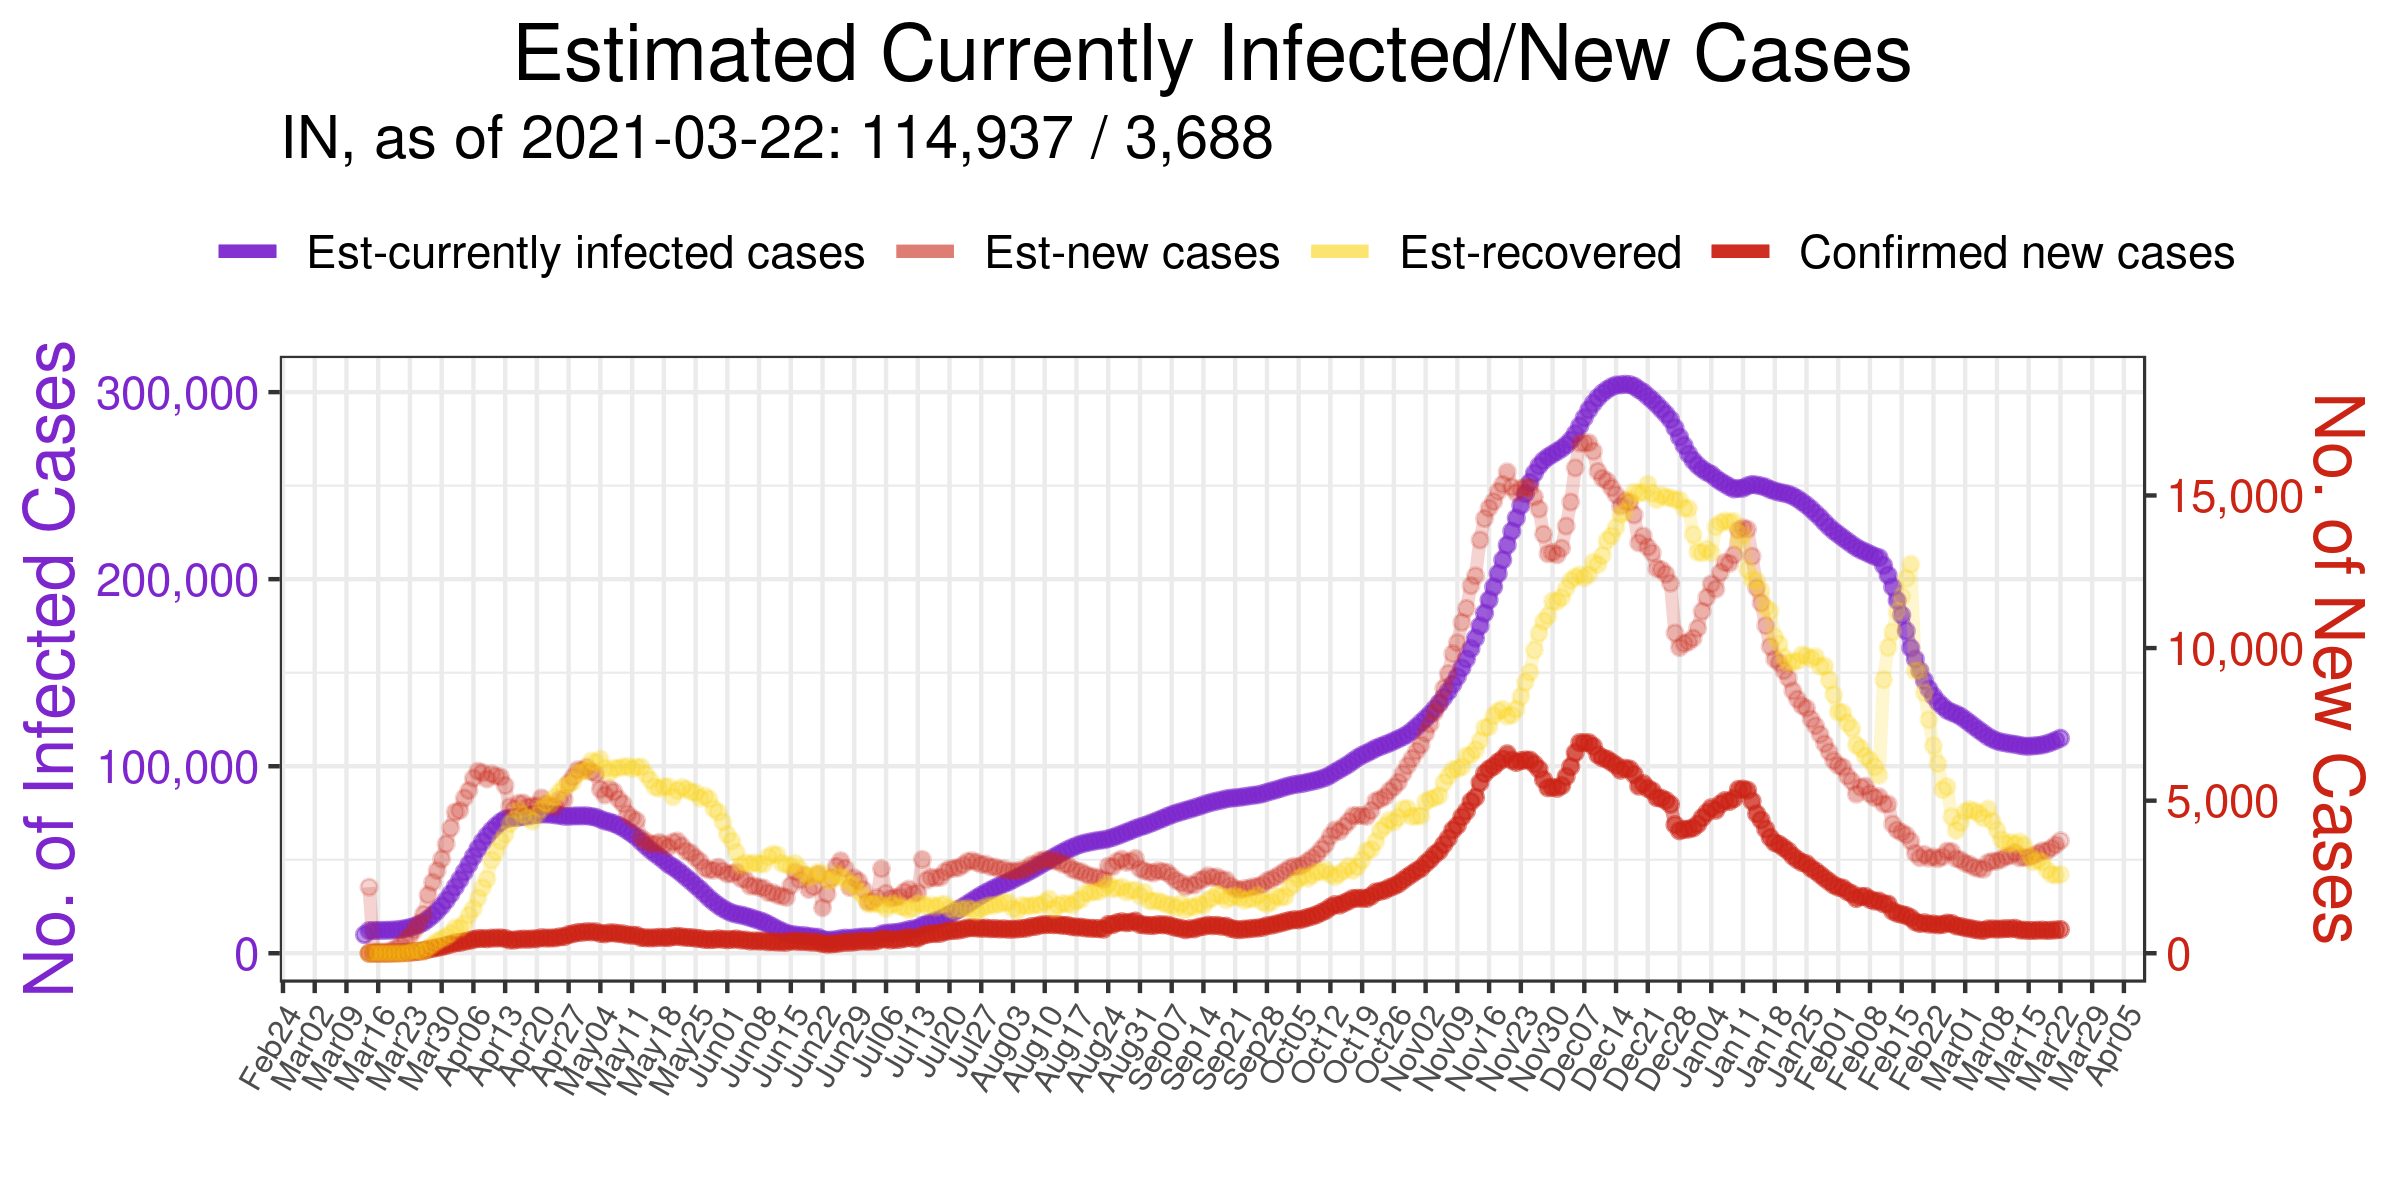 Estimated Currently Infected/New Cases
IN, as of 2021-03-22: 114,937 / 3,688
Est-currently infected cases
Est-new cases
Est-recovered
Confirmed new cases
No. of Infected Cases
300,000
200,000
100,000
0
15,000
10,000
5,000
0
No. of New Cases
Feb24
Mar02
Mar09
Mar16
Mar23
Mar30
Apr06
Apr13
Apr20
Apr27
May04
May11
May18
May25
Jun01
Jun08
Jun15
Jun22
Jun29
Jul06
Jul13
Jul20
Jul27
Aug03
Aug10
Aug17
Aug24
Aug31
Sep07
Sep14
Sep21
Sep28
Oct05
Oct12
Oct19
Oct26
Nov02
Nov09
Nov16
Nov23
Nov30
Dec07
Dec14
Dec21
Dec28
Jan04
Jan11
Jan18
Jan25
Feb01
Feb08
Feb15
Feb22
Mar01
Mar08
Mar15
Mar22
Mar29
Apr05